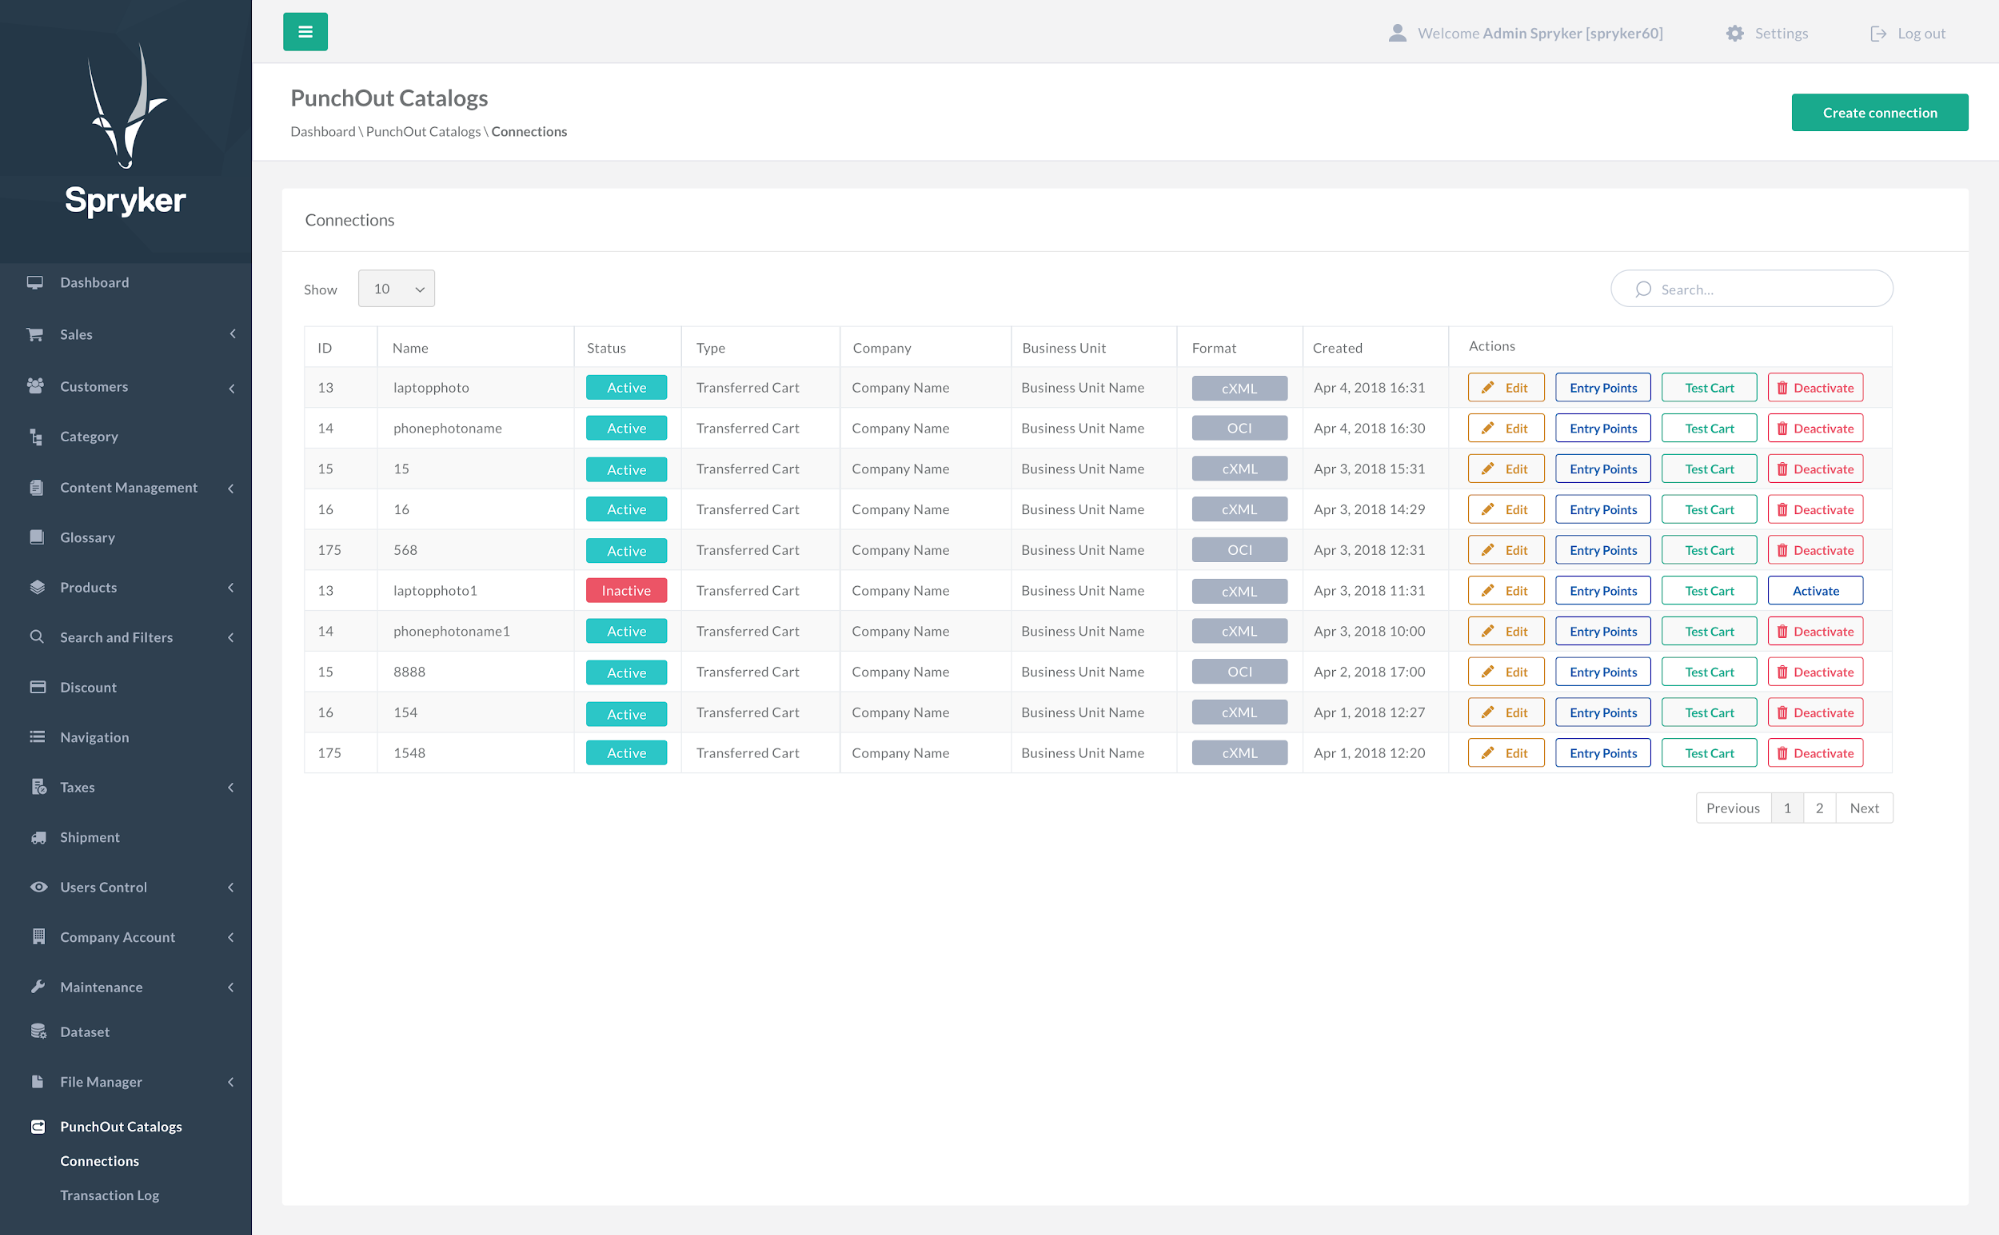 Welcome Admin Spryker [spryker60] Settings Log out
Spryker
PunchOut Catalogs
Dashboard \ PunchOut Catalogs \ Connections
Create connection
Dashboard
Sales
Customers
Category
Content Management
Glossary
Products
Search and Filters
Discount
Navigation
Taxes
Shipment
Users Control
Company Account
Maintenance
Dataset
File Manager
PunchOut Catalogs
Connections
Transaction Log
Connections
Show 10 Search...
ID Name Status Type Company Business Unit Format Created Actions
13 laptopphoto Active Transferred Cart Company Name Business Unit Name cXML Apr 4, 2018 16:31 Edit Entry Points Test Cart Deactivate
14 phonephotoname Active Transferred Cart Company Name Business Unit Name OCI Apr 4, 2018 16:30 Edit Entry Points Test Cart Deactivate
15 15 Active Transferred Cart Company Name Business Unit Name cXML Apr 3, 2018 15:31 Edit Entry Points Test Cart Deactivate
16 16 Active Transferred Cart Company Name Business Unit Name cXML Apr 3, 2018 14:29 Edit Entry Points Test Cart Deactivate
175 568 Active Transferred Cart Company Name Business Unit Name OCI Apr 3, 2018 12:31 Edit Entry Points Test Cart Deactivate
13 laptopphoto1 Inactive Transferred Cart Company Name Business Unit Name cXML Apr 3, 2018 11:31 Edit Entry Points Test Cart Activate
14 phonephotoname1 Active Transferred Cart Company Name Business Unit Name cXML Apr 3, 2018 10:00 Edit Entry Points Test Cart Deactivate
15 8888 Active Transferred Cart Company Name Business Unit Name OCI Apr 2, 2018 17:00 Edit Entry Points Test Cart Deactivate
16 154 Active Transferred Cart Company Name Business Unit Name cXML Apr 1, 2018 12:27 Edit Entry Points Test Cart Deactivate
175 1548 Active Transferred Cart Company Name Business Unit Name cXML Apr 1, 2018 12:20 Edit Entry Points Test Cart Deactivate
Previous 1 2 Next